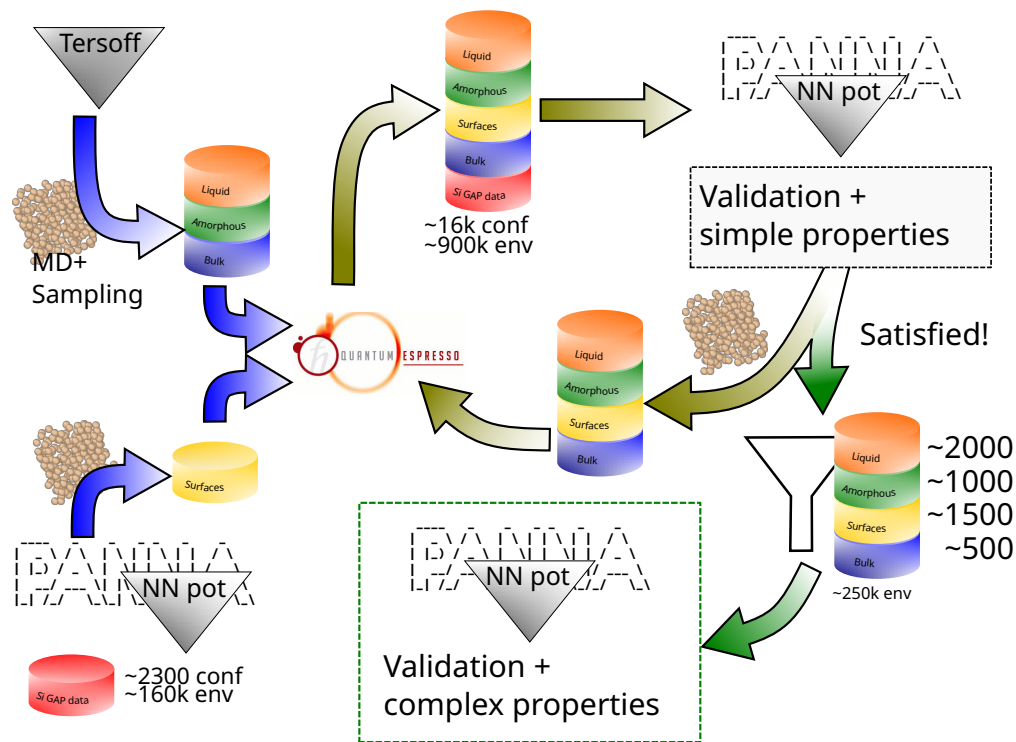 Tersoff
MD+
Sampling
Liquid
Amorphous
Bulk
Liquid
Amorphous
Surfaces
Bulk
Si GAP data
~16k conf
~900k env
PANNA
NN pot
Validation +
simple properties
Satisfied!
ħ QUANTUM ESPRESSO
Liquid
Amorphous
Surfaces
Bulk
Surfaces
PANNA
NN pot
Si GAP data
~2300 conf
~160k env
Liquid
Amorphous
Surfaces
Bulk
~2000
~1000
~1500
~500
~250k env
PANNA
NN pot
Validation +
complex properties